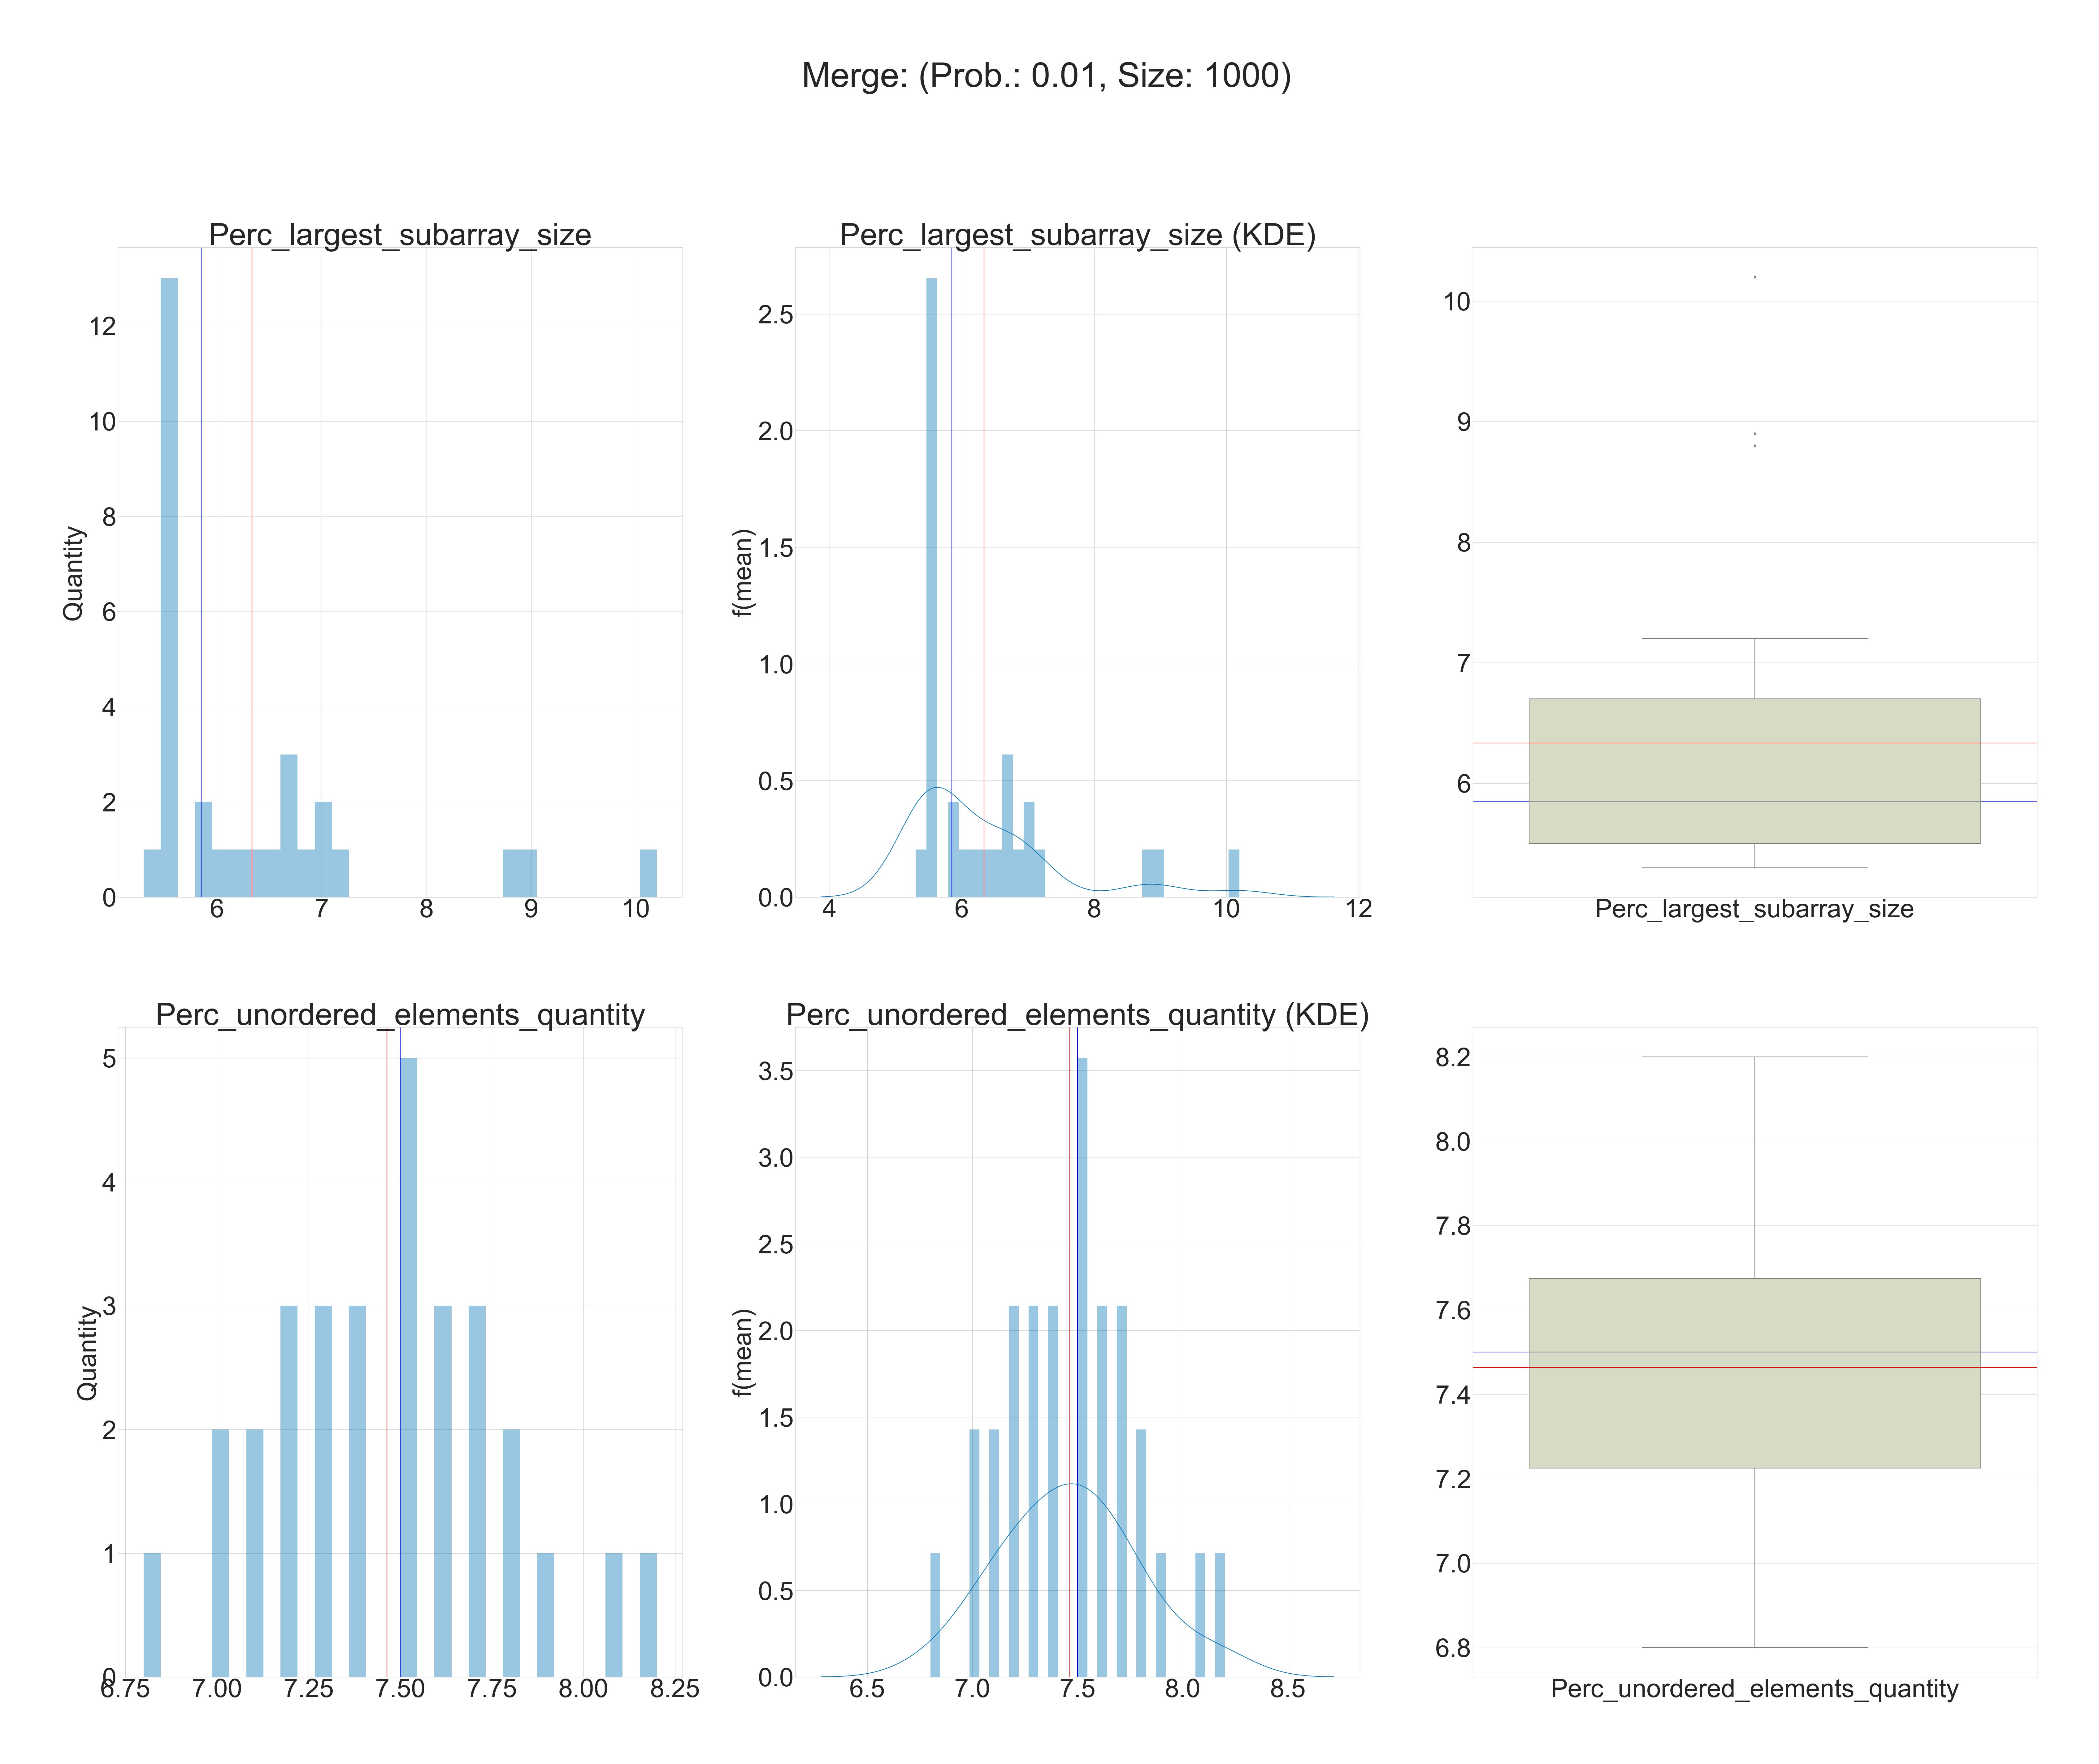 Merge: (Prob.: 0.01, Size: 1000)
Perc_largest_subarray_size
Quantity
12
10
8
6
4
2
0
6 7 8 9 10
Perc_largest_subarray_size (KDE)
f(mean)
2.5
2.0
1.5
1.0
0.5
0.0
4 6 8 10 12
10
9
8
7
6
Perc_largest_subarray_size
Perc_unordered_elements_quantity
Quantity
5
4
3
2
1
0
6.75 7.00 7.25 7.50 7.75 8.00 8.25
Perc_unordered_elements_quantity (KDE)
f(mean)
3.5
3.0
2.5
2.0
1.5
1.0
0.5
0.0
6.5 7.0 7.5 8.0 8.5
8.2
8.0
7.8
7.6
7.4
7.2
7.0
6.8
Perc_unordered_elements_quantity